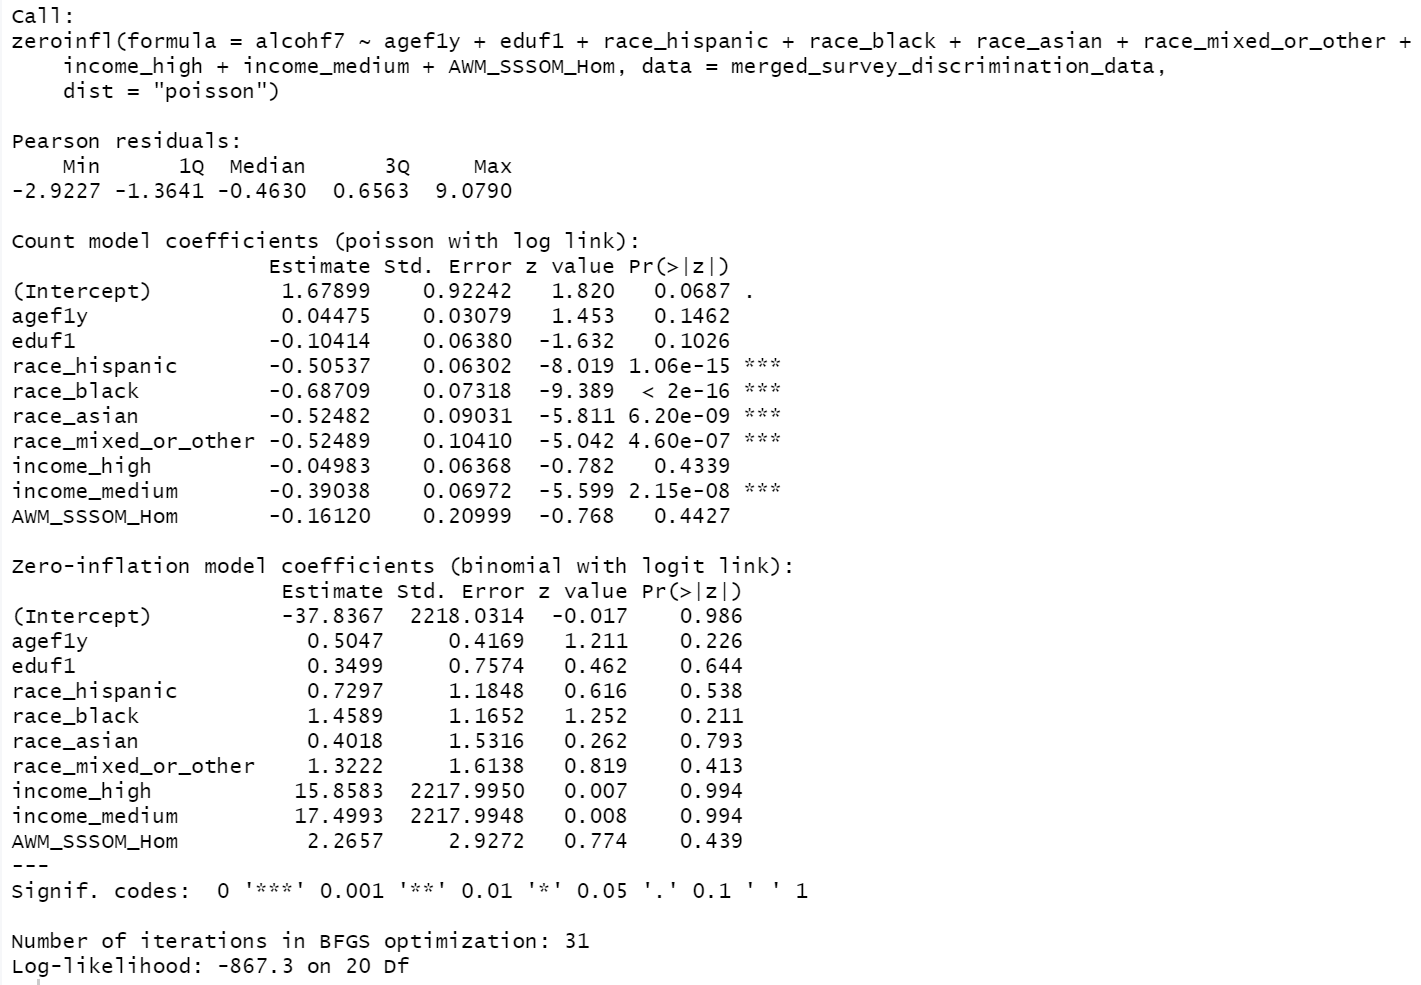 Call:
zeroinfl(formula = alcohf7 ~ agef1y + eduf1 + race_hispanic + race_black + race_asian + race_mixed_or_other +
    income_high + income_medium + AWM_SSSOM_Hom, data = merged_survey_discrimination_data,
    dist = "poisson")

Pearson residuals:
    Min      1Q  Median      3Q     Max
-2.9227 -1.3641 -0.4630  0.6563  9.0790

Count model coefficients (poisson with log link):
                    Estimate Std. Error z value Pr(>|z|)
(Intercept)          1.67899    0.92242   1.820   0.0687 .
agef1y               0.04475    0.03079   1.453   0.1462
eduf1               -0.10414    0.06380  -1.632   0.1026
race_hispanic       -0.50537    0.06302  -8.019 1.06e-15 ***
race_black          -0.68709    0.07318  -9.389  < 2e-16 ***
race_asian          -0.52482    0.09031  -5.811 6.20e-09 ***
race_mixed_or_other -0.52489    0.10410  -5.042 4.60e-07 ***
income_high         -0.04983    0.06368  -0.782   0.4339
income_medium       -0.39038    0.06972  -5.599 2.15e-08 ***
AWM_SSSOM_Hom       -0.16120    0.20999  -0.768   0.4427

Zero-inflation model coefficients (binomial with logit link):
                     Estimate Std. Error z value Pr(>|z|)
(Intercept)          -37.8367  2218.0314  -0.017    0.986
agef1y                 0.5047     0.4169   1.211    0.226
eduf1                  0.3499     0.7574   0.462    0.644
race_hispanic          0.7297     1.1848   0.616    0.538
race_black             1.4589     1.1652   1.252    0.211
race_asian             0.4018     1.5316   0.262    0.793
race_mixed_or_other    1.3222     1.6138   0.819    0.413
income_high           15.8583  2217.9950   0.007    0.994
income_medium         17.4993  2217.9948   0.008    0.994
AWM_SSSOM_Hom          2.2657     2.9272   0.774    0.439
---
Signif. codes:  0 '***' 0.001 '**' 0.01 '*' 0.05 '.' 0.1 ' ' 1

Number of iterations in BFGS optimization: 31
Log-likelihood: -867.3 on 20 Df